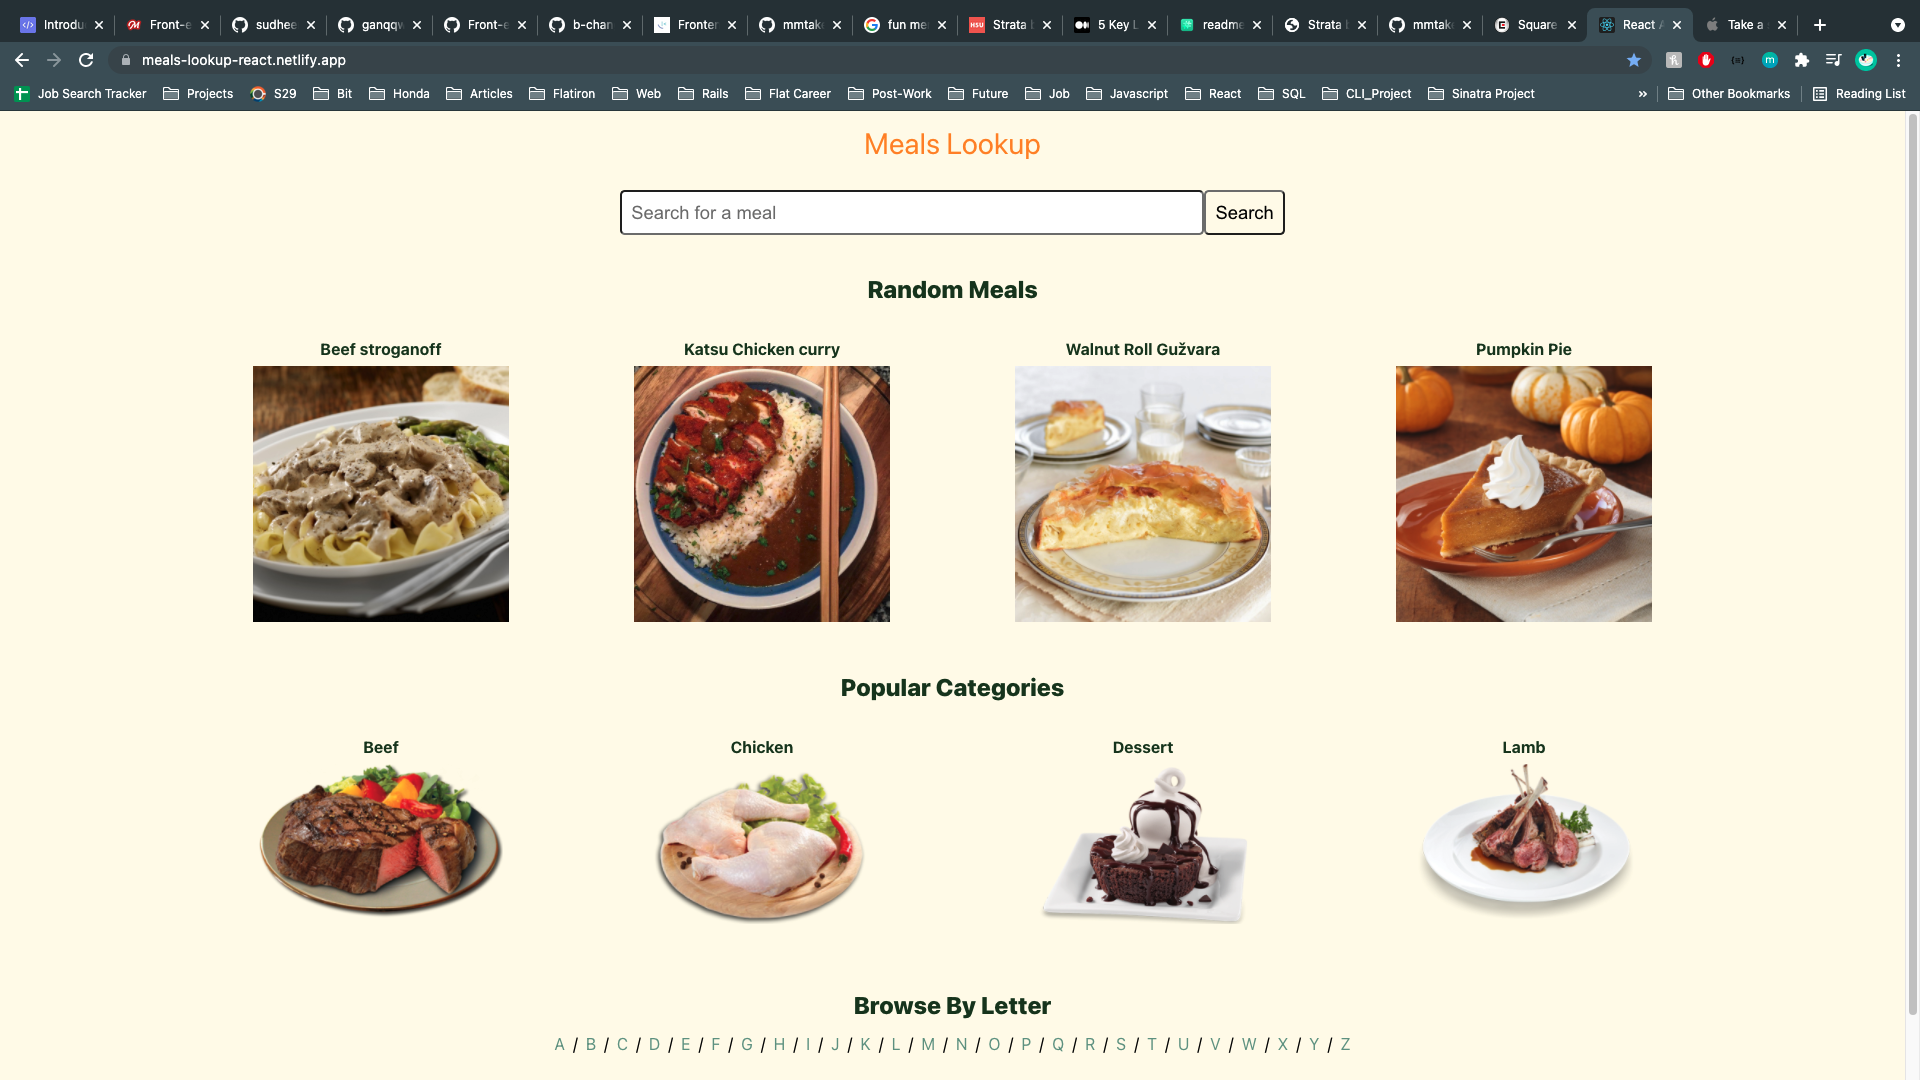 Introdu Front-e sudhee ganqqw Front-e b-chan Fronter mmtake fun me Strata 5 Key L readme Strata mmtake Square React A Take a
meals-lookup-react.netlify.app
Job Search Tracker Projects S29 Bit Honda Articles Flatiron Web Rails Flat Career Post-Work Future Job Javascript React SQL CLI_Project Sinatra Project » Other Bookmarks Reading List
Meals Lookup
Search for a meal Search
Random Meals
Beef stroganoff Katsu Chicken curry Walnut Roll Gužvara Pumpkin Pie
Popular Categories
Beef Chicken Dessert Lamb
Browse By Letter
A / B / C / D / E / F / G / H / I / J / K / L / M / N / O / P / Q / R / S / T / U / V / W / X / Y / Z